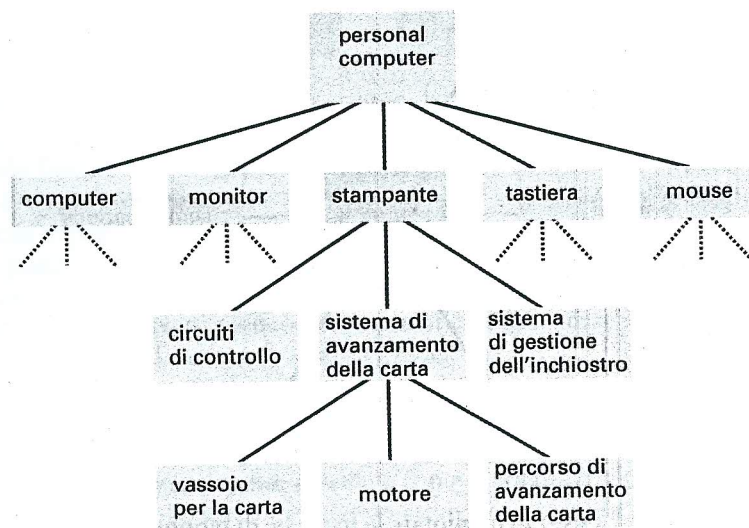 personal
computer
computer
monitor
stampante
tastiera
mouse
circuiti
di controllo
sistema di
avanzamento
della carta
sistema
di gestione
dell'inchiostro
vassoio
per la carta
motore
percorso di
avanzamento
della carta